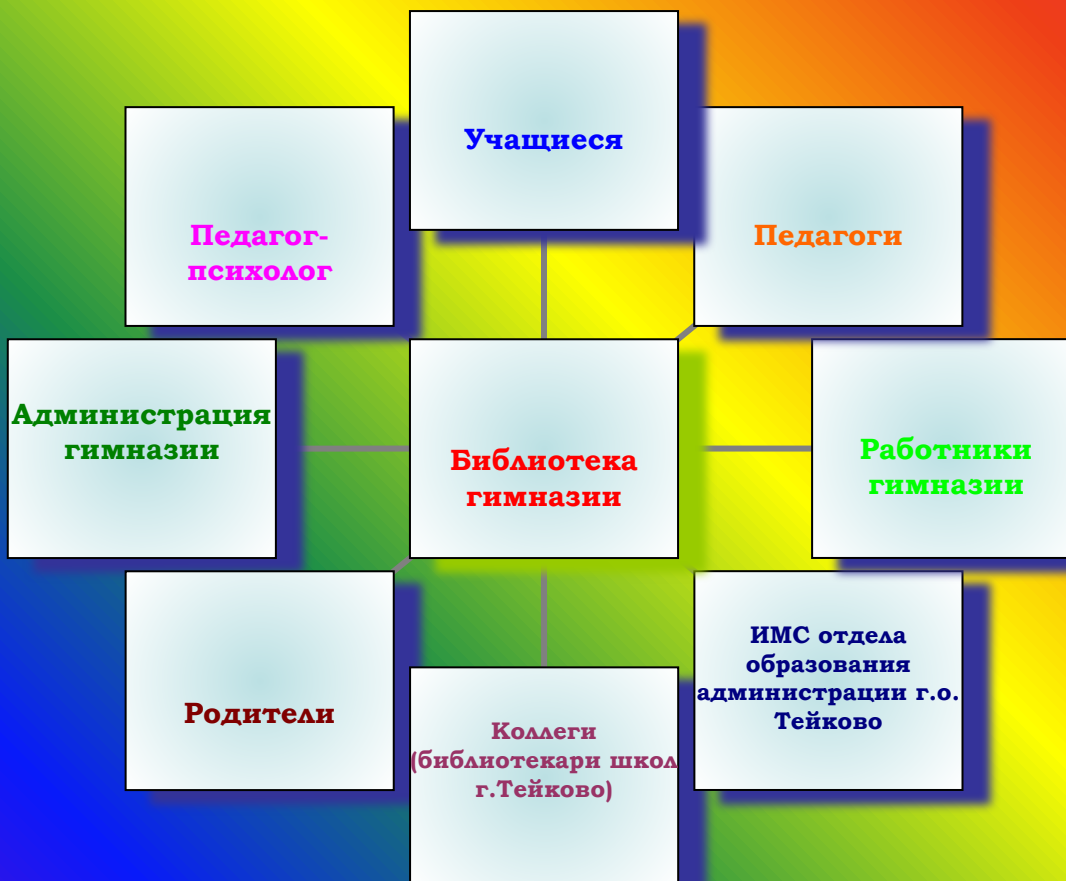 Учащиеся
Педагог-
психолог
Педагоги
Администрация
гимназии
Библиотека
гимназии
Работники
гимназии
Родители
Коллеги
(библиотекари школ
г.Тейково)
ИМС отдела
образования
администрации г.о.
Тейково